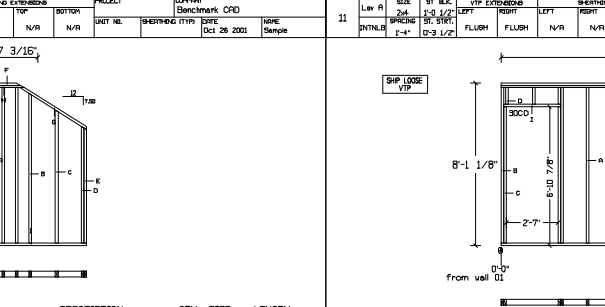 EXTENSIONS
TOP BOTTOM
N/A N/A
PROJECT
COMPANY
Benchmark CAD
UNIT NO. SHEATHING (TYP) DATE NAME
Oct 26 2001 Sample
7 3/16"
F
H
12
7.50
G
B
C
E
D
I
11
Lev A
INTNLB
SIZE
2x4
SPACING
1'-4"
ST BLK.
1'-0 1/2"
ST. STRT.
0'-3 1/2"
VTP EXTENSIONS
LEFT RIGHT
FLUSH FLUSH
SHEATHING
LEFT RIGHT
N/A N/A
SHIP LOOSE
VTP
D
30CD
I
8'-1 1/8"
6'-10 7/8"
A
B
C
2'-7"
0'-0"
from wall 01